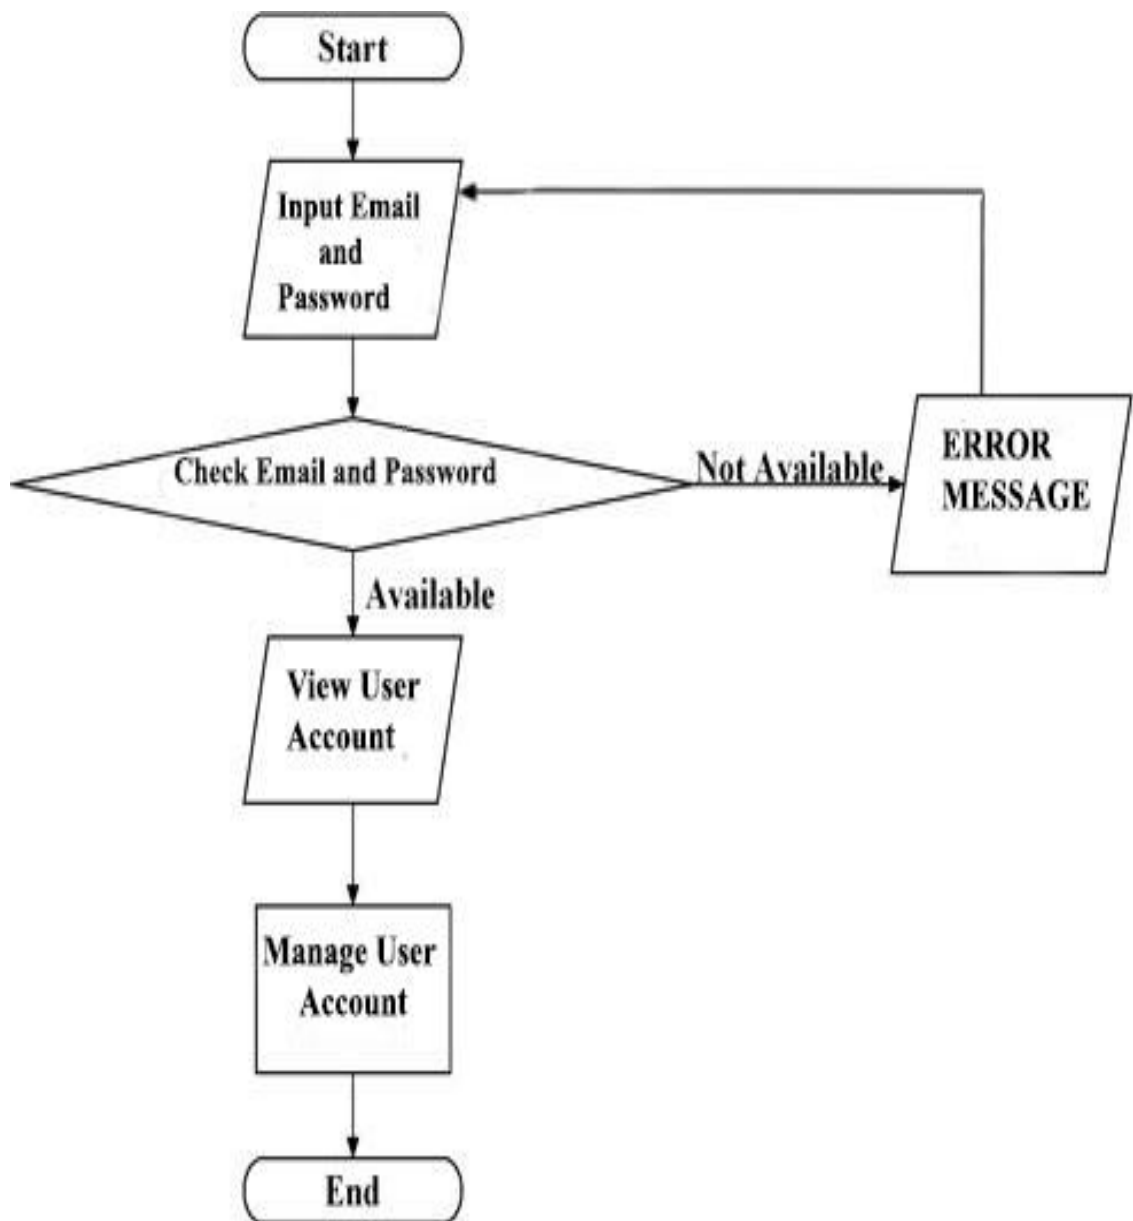 Start
Input Email
and
Password
Check Email and Password
Not Available
ERROR
MESSAGE
Available
View User
Account
Manage User
Account
End